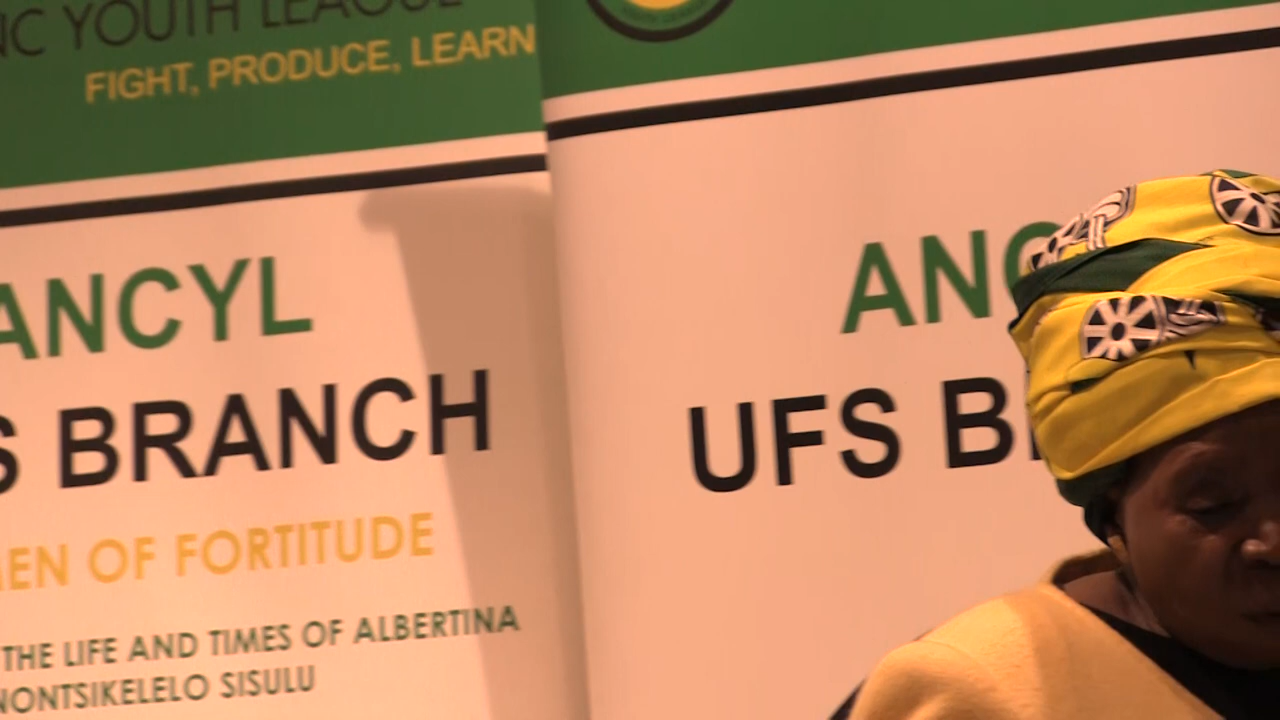 NC YOUTH LEAGUE
FIGHT, PRODUCE, LEARN
ANCYL
S BRANCH
EN OF FORTITUDE
THE LIFE AND TIMES OF ALBERTINA
NONTSIKELELO SISULU
ANC
UFS B